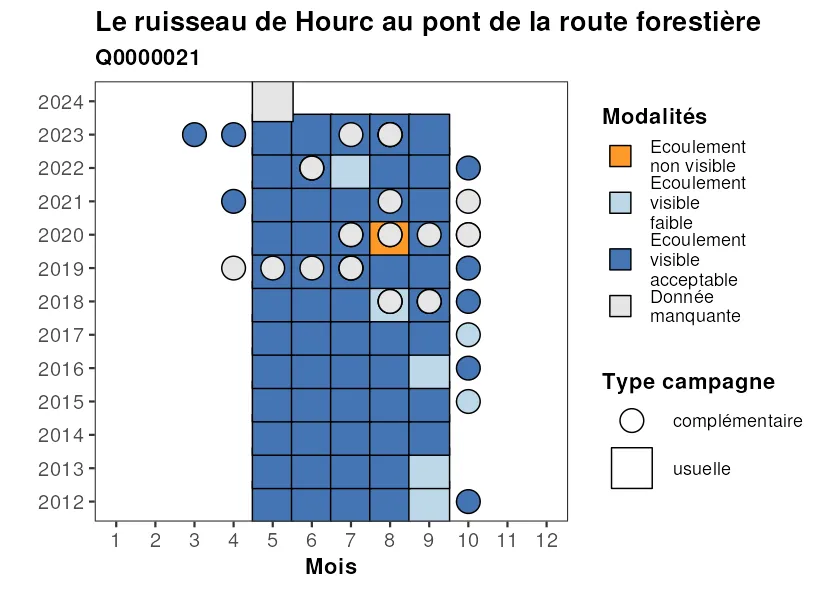 Le ruisseau de Hourc au pont de la route forestière
Q0000021
2024
2023
2022
2021
2020
2019
2018
2017
2016
2015
2014
2013
2012
1 2 3 4 5 6 7 8 9 10 11 12
Mois
Modalités
Ecoulement
non visible
Ecoulement
visible
faible
Ecoulement
visible
acceptable
Donnée
manquante
Type campagne
complémentaire
usuelle